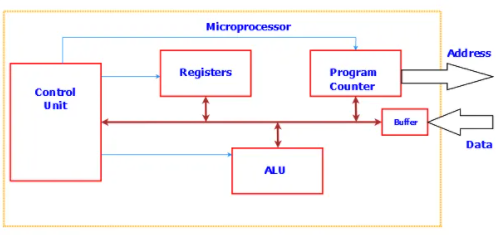 Microprocessor
Address
Registers
Program
Counter
Control
Unit
Buffer
Data
ALU